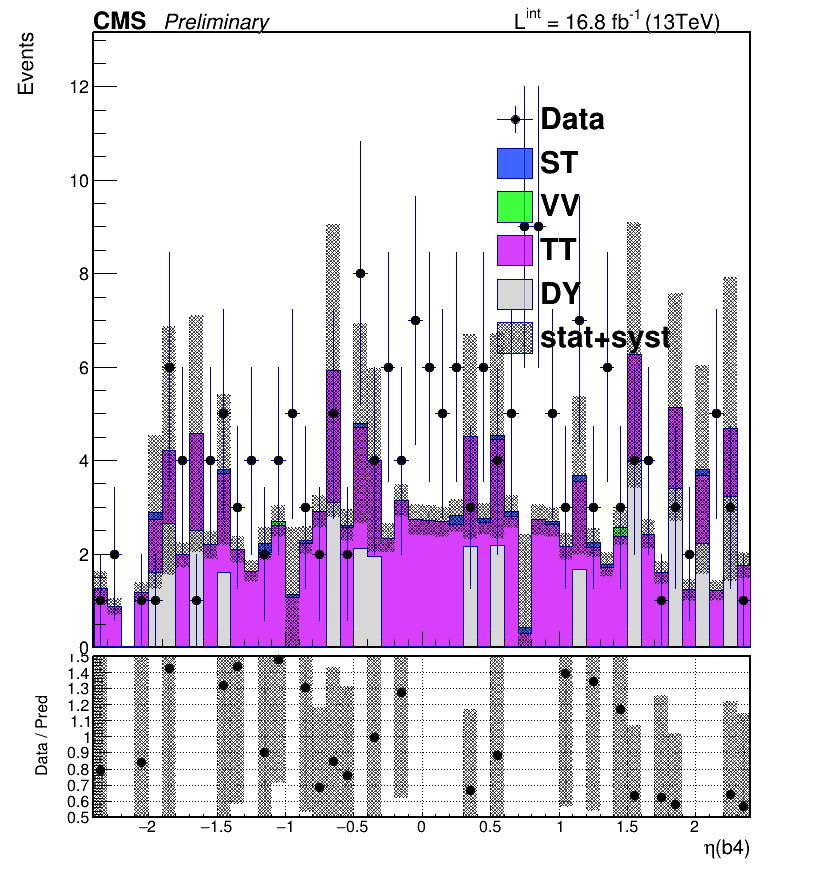 CMS Preliminary L^int = 16.8 fb^-1 (13TeV)
Events
12
10
8
6
4
2
0
Data
ST
VV
TT
DY
stat+syst
Data / Pred
1.5
1.4
1.3
1.2
1.1
1
0.9
0.8
0.7
0.6
0.5
−2 −1.5 −1 −0.5 0 0.5 1 1.5 2
η(b4)